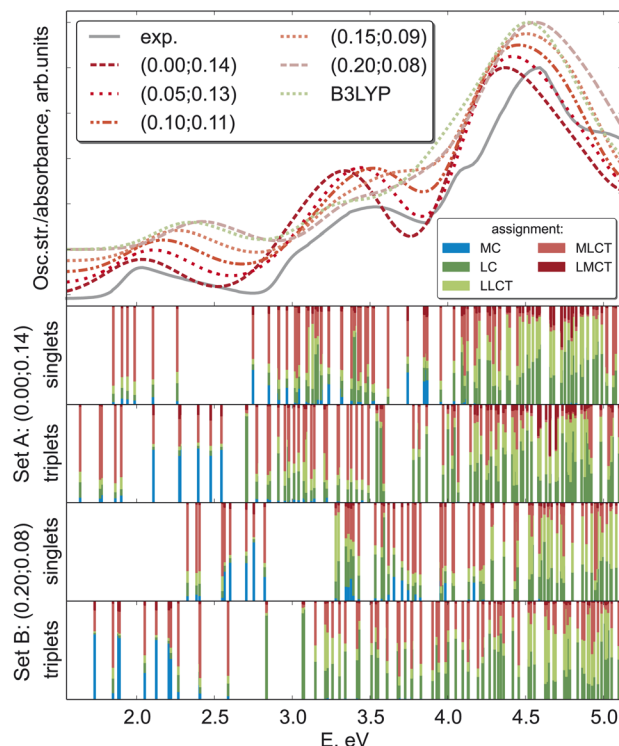 Osc.str./absorbance, arb.units
exp.
(0.00;0.14)
(0.05;0.13)
(0.10;0.11)
(0.15;0.09)
(0.20;0.08)
B3LYP
assignment:
MC
LC
LLCT
MLCT
LMCT
Set A: (0.00;0.14)
singlets
triplets
Set B: (0.20;0.08)
singlets
triplets
2.0 2.5 3.0 3.5 4.0 4.5 5.0
E, eV